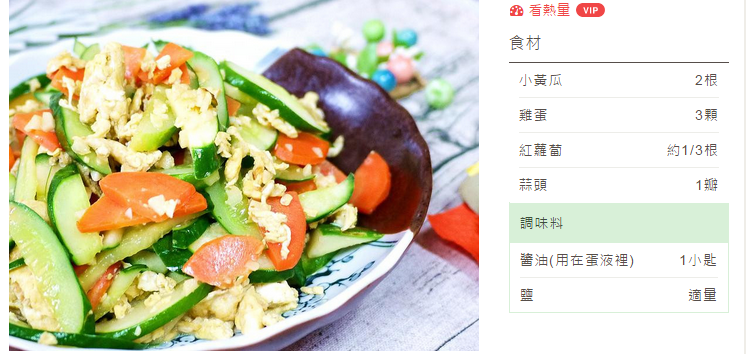 看熱量 VIP
食材
小黃瓜 2根
雞蛋 3顆
紅蘿蔔 約1/3根
蒜頭 1瓣
調味料
醬油(用在蛋液裡) 1小匙
鹽 適量